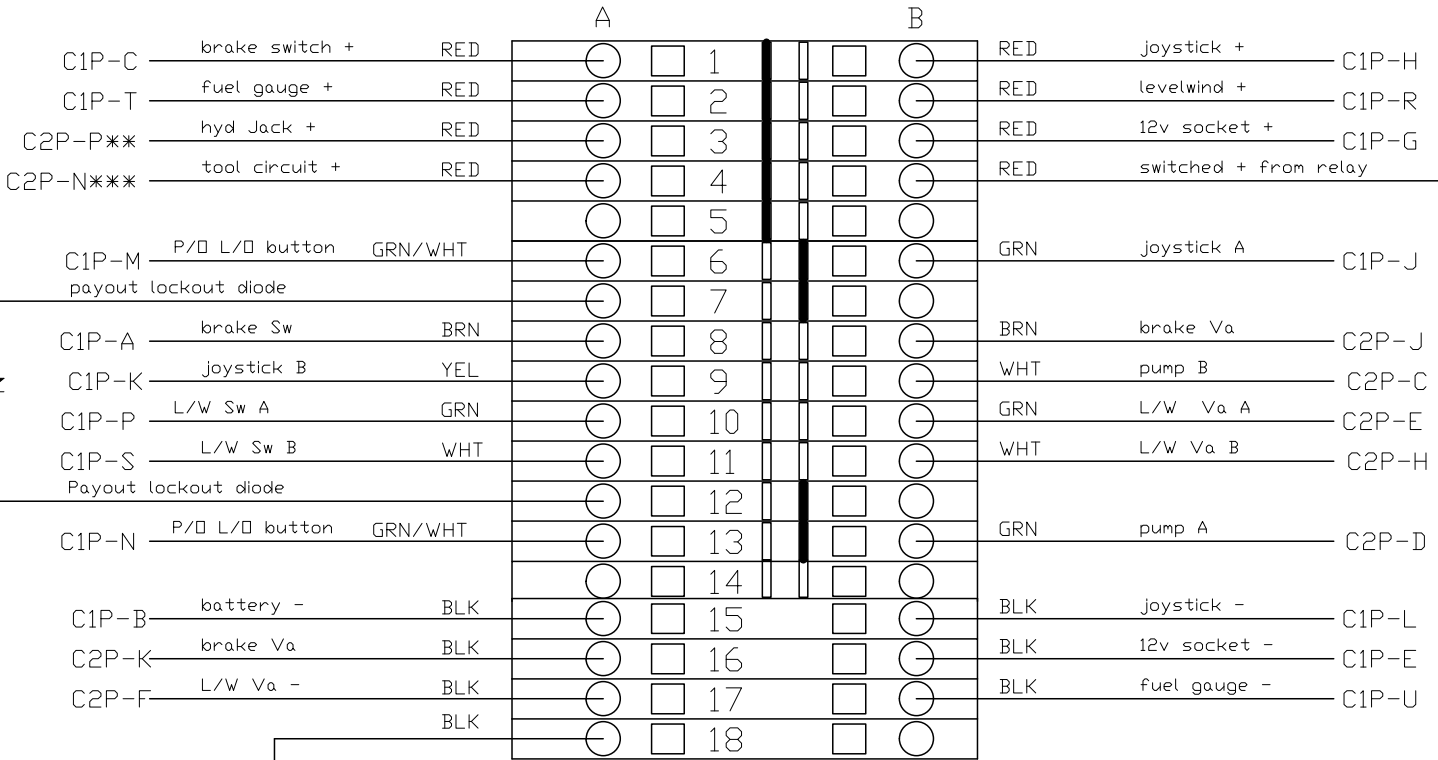 A B
C1P-C brake switch + RED 1 RED joystick + C1P-H
C1P-T fuel gauge + RED 2 RED levelwind + C1P-R
C2P-P** hyd Jack + RED 3 RED 12v socket + C1P-G
C2P-N*** tool circuit + RED 4 RED switched + from relay
5
C1P-M P/O L/O button GRN/WHT 6 GRN joystick A C1P-J
payout lockout diode 7
C1P-A brake Sw BRN 8 BRN brake Va C2P-J
C1P-K joystick B YEL 9 WHT pump B C2P-C
C1P-P L/W Sw A GRN 10 GRN L/W Va A C2P-E
C1P-S L/W Sw B WHT 11 WHT L/W Va B C2P-H
Payout lockout diode 12
C1P-N P/O L/O button GRN/WHT 13 GRN pump A C2P-D
14
C1P-B battery - BLK 15 BLK joystick - C1P-L
C2P-K brake Va BLK 16 BLK 12v socket - C1P-E
C2P-F L/W Va - BLK 17 BLK fuel gauge - C1P-U
BLK 18